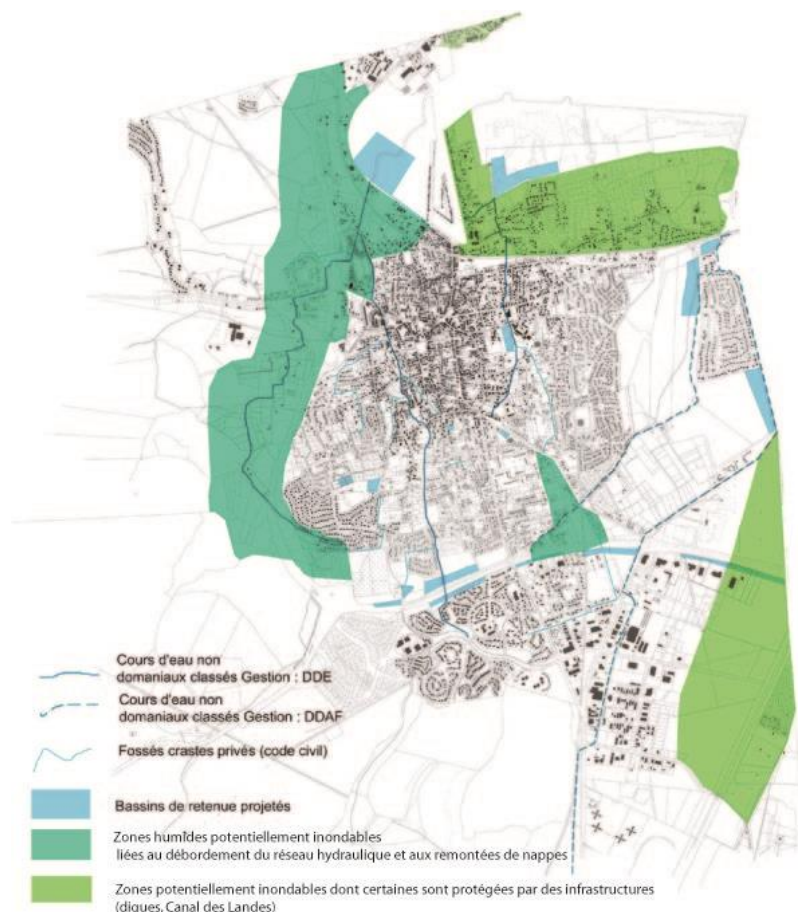 Cours d'eau non
domaniaux classés Gestion : DDE
Cours d'eau non
domaniaux classés Gestion : DDAF
Fossés crastes privés (code civil)
Bassins de retenue projetés
Zones humides potentiellement inondables
liées au débordement du réseau hydraulique et aux remontées de nappes
Zones potentiellement inondables dont certaines sont protégées par des infrastructures
(digues, Canal des Landes)